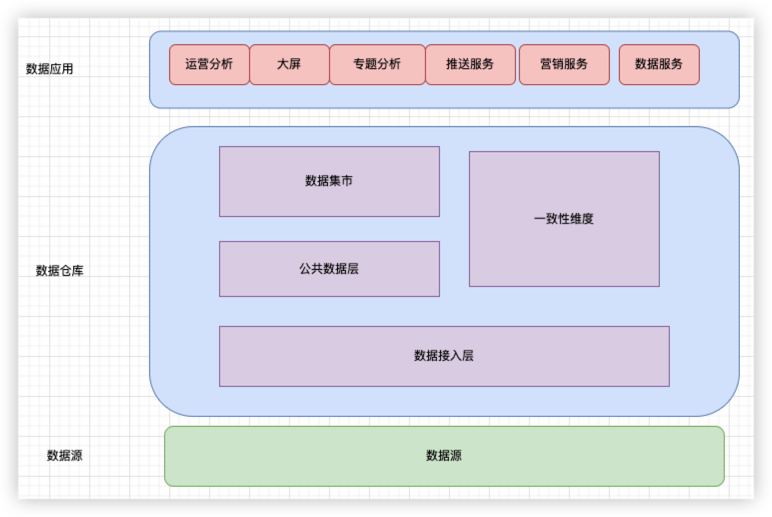 数据应用
运营分析 大屏 专题分析 推送服务 营销服务 数据服务
数据集市
一致性维度
数据仓库
公共数据层
数据接入层
数据源
数据源